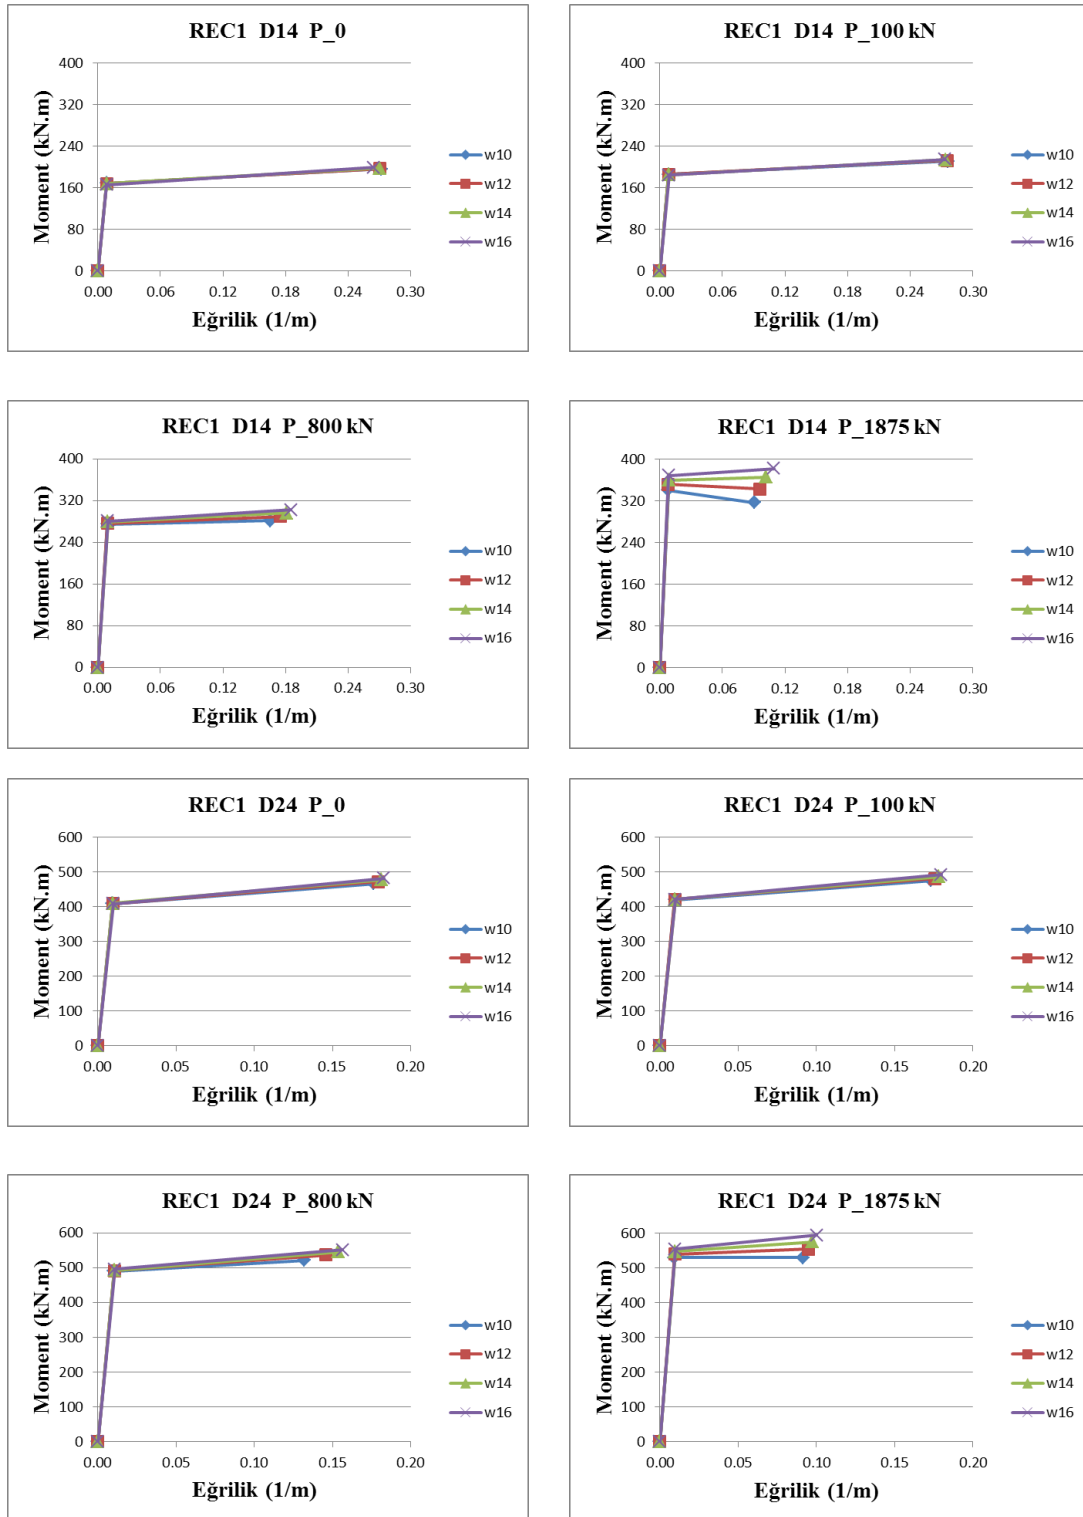 REC1 D14 P_0
Moment (kN.m)
400
320
240
160
80
0
0.00 0.06 0.12 0.18 0.24 0.30
Eğrilik (1/m)
w10
w12
w14
w16
REC1 D14 P_100 kN
Moment (kN.m)
400
320
240
160
80
0
0.00 0.06 0.12 0.18 0.24 0.30
Eğrilik (1/m)
w10
w12
w14
w16
REC1 D14 P_800 kN
Moment (kN.m)
400
320
240
160
80
0
0.00 0.06 0.12 0.18 0.24 0.30
Eğrilik (1/m)
w10
w12
w14
w16
REC1 D14 P_1875 kN
Moment (kN.m)
400
320
240
160
80
0
0.00 0.06 0.12 0.18 0.24 0.30
Eğrilik (1/m)
w10
w12
w14
w16
REC1 D24 P_0
Moment (kN.m)
600
500
400
300
200
100
0
0.00 0.05 0.10 0.15 0.20
Eğrilik (1/m)
w10
w12
w14
w16
REC1 D24 P_100 kN
Moment (kN.m)
600
500
400
300
200
100
0
0.00 0.05 0.10 0.15 0.20
Eğrilik (1/m)
w10
w12
w14
w16
REC1 D24 P_800 kN
Moment (kN.m)
600
500
400
300
200
100
0
0.00 0.05 0.10 0.15 0.20
Eğrilik (1/m)
w10
w12
w14
w16
REC1 D24 P_1875 kN
Moment (kN.m)
600
500
400
300
200
100
0
0.00 0.05 0.10 0.15 0.20
Eğrilik (1/m)
w10
w12
w14
w16